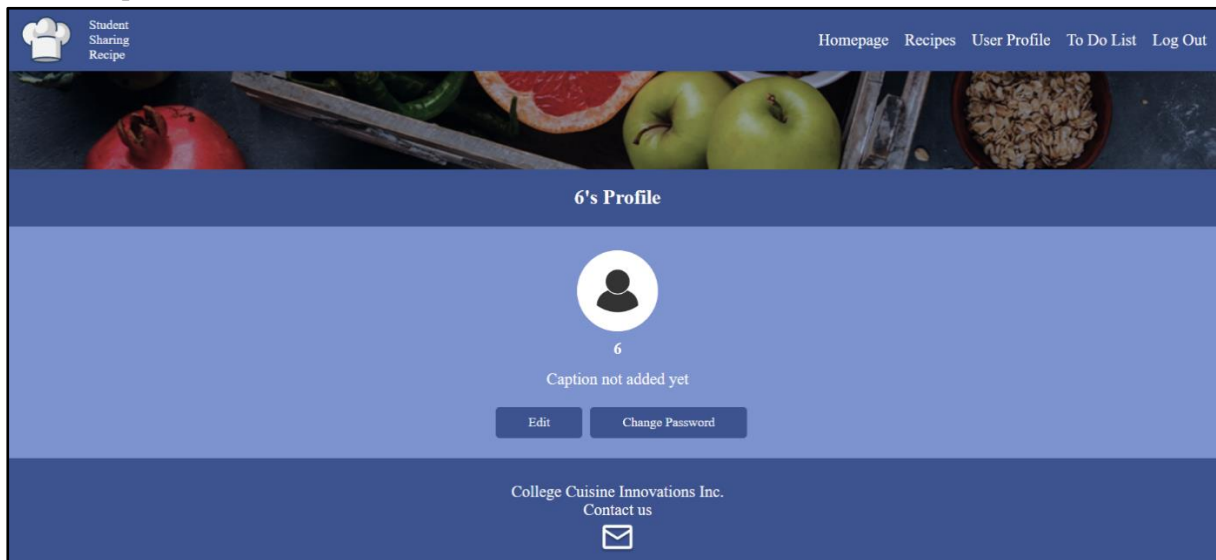 Student
Sharing
Recipe
Homepage Recipes User Profile To Do List Log Out
6's Profile
6
Caption not added yet
Edit Change Password
College Cuisine Innovations Inc.
Contact us